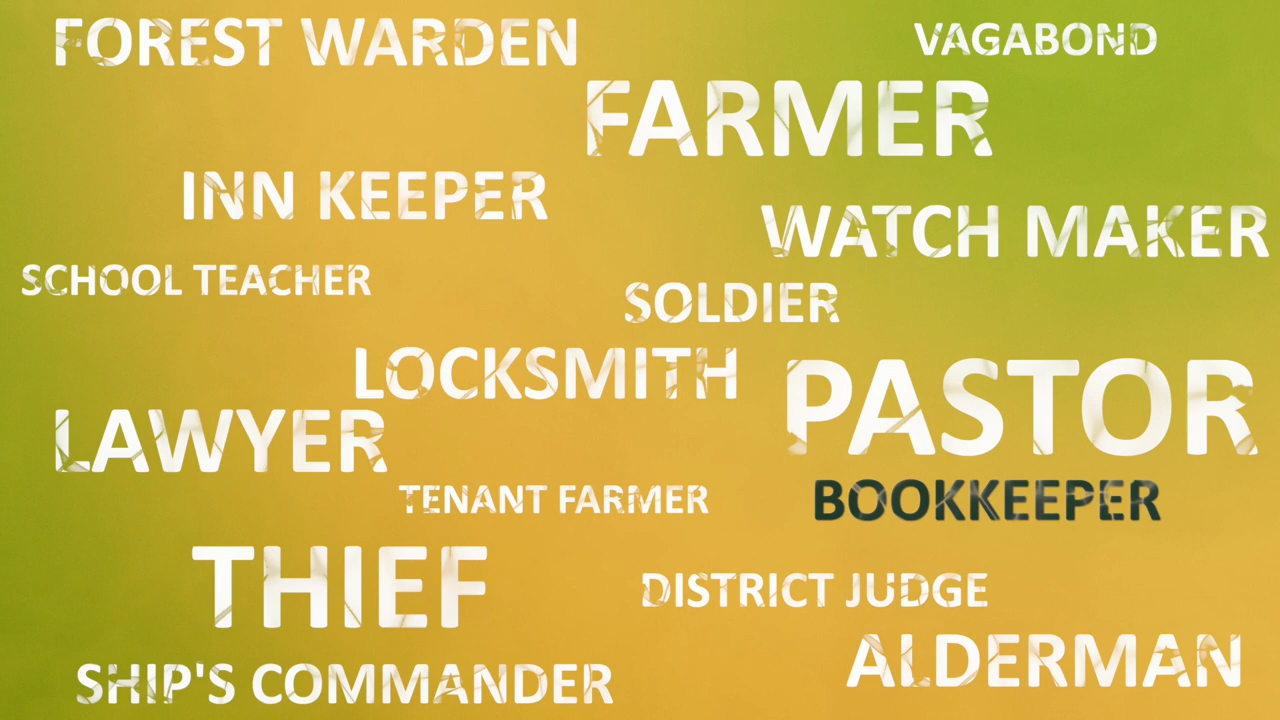 FOREST WARDEN
VAGABOND
FARMER
INN KEEPER
WATCH MAKER
SCHOOL TEACHER
SOLDIER
LOCKSMITH
PASTOR
LAWYER
TENANT FARMER
BOOKKEEPER
THIEF
DISTRICT JUDGE
ALDERMAN
SHIP'S COMMANDER